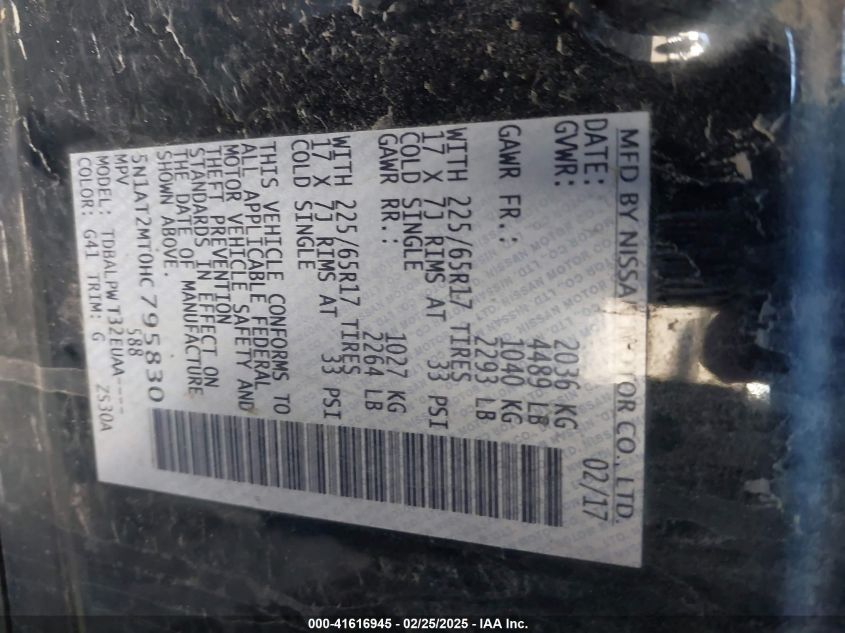 MFD BY NISSAN MOTOR CO., LTD.
DATE: 02/17
GVWR: 2036 KG
4489 LB
GAWR FR.: 1040 KG
2293 LB
WITH 225/65R17 TIRES
17 X 7J RIMS AT 33 PSI
COLD SINGLE
GAWR RR.: 1027 KG
2264 LB
WITH 225/65R17 TIRES
17 X 7J RIMS AT 33 PSI
COLD SINGLE
THIS VEHICLE CONFORMS TO
ALL APPLICABLE FEDERAL
MOTOR VEHICLE SAFETY AND
THEFT PREVENTION
STANDARDS IN EFFECT ON
THE DATE OF MANUFACTURE
SHOWN ABOVE.
5N1AT2MT0HC795830
MPV 588
MODEL: TDBALPWT32EUAA----
COLOR: G41 TRIM: G ZS30A
000-41616945 - 02/25/2025 - IAA Inc.